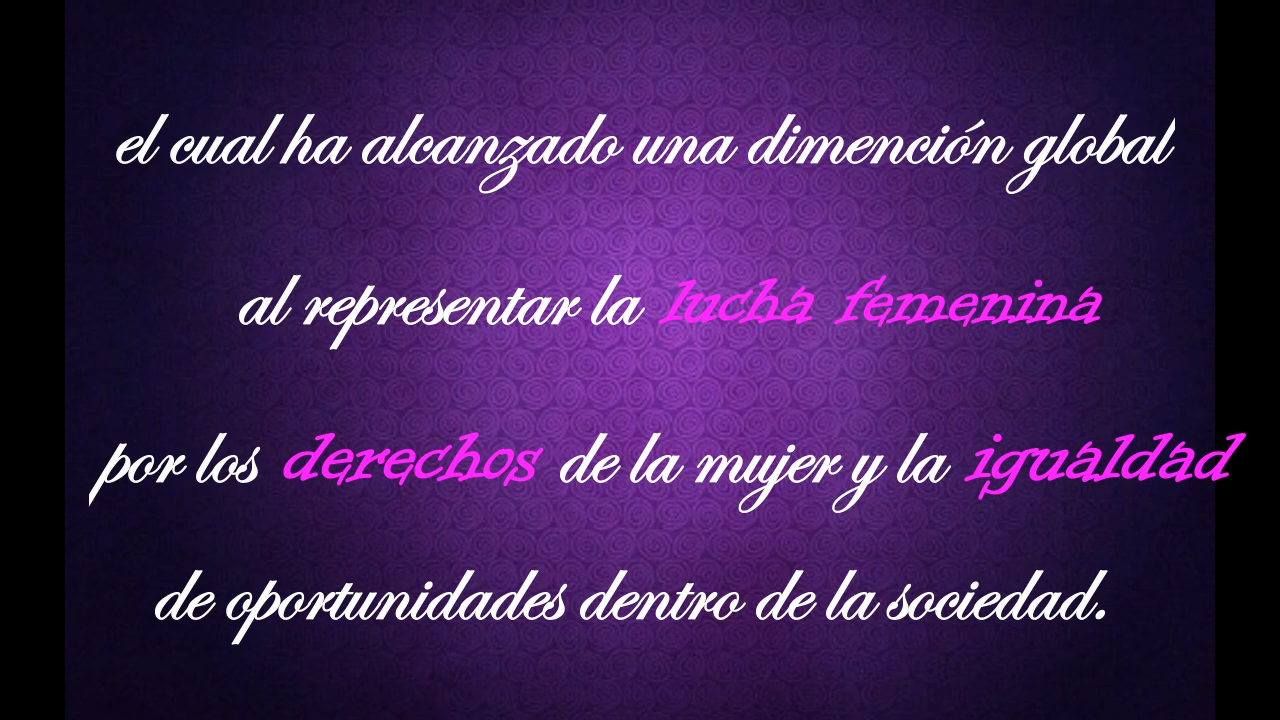 el cual ha alcanzado una dimención global
al representar la lucha femenina
por los derechos de la mujer y la igualdad
de oportunidades dentro de la sociedad.